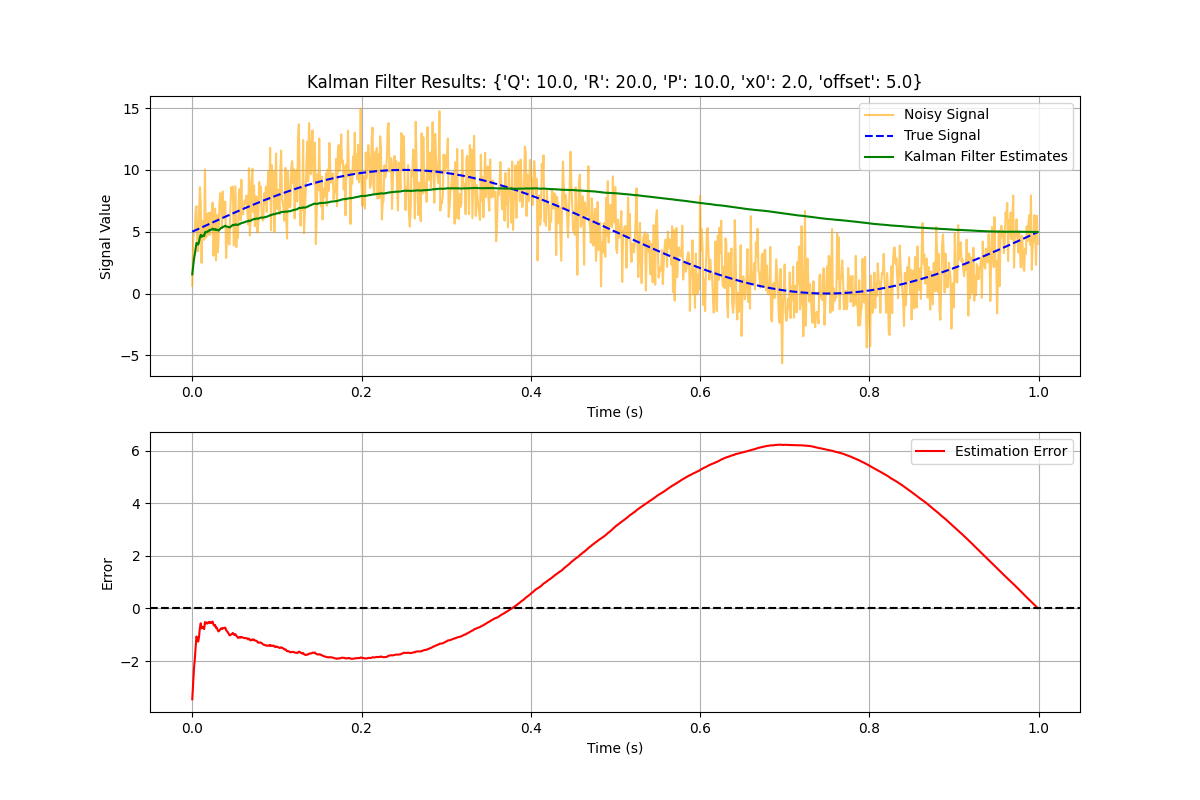 Kalman Filter Results: {'Q': 10.0, 'R': 20.0, 'P': 10.0, 'x0': 2.0, 'offset': 5.0}
15
10
5
0
−5
Signal Value
Noisy Signal
True Signal
Kalman Filter Estimates
0.0 0.2 0.4 0.6 0.8 1.0
Time (s)
6
4
2
0
−2
Error
Estimation Error
0.0 0.2 0.4 0.6 0.8 1.0
Time (s)